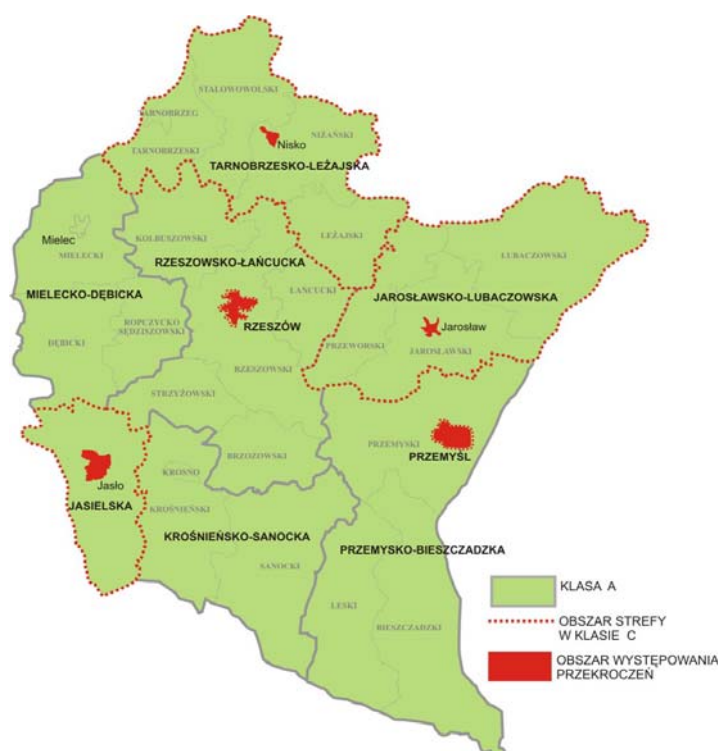 STALOWOWOLSKI
TARNOBRZEG
Nisko
NIŻAŃSKI
TARNOBRZESKI
TARNOBRZESKO-LEŻAJSKA
Mielec
MIELECKI
KOLBUSZOWSKI
LEŻAJSKI
LUBACZOWSKI
RZESZOWSKO-ŁAŃCUCKA
ŁAŃCUCKI
MIELECKO-DĘBICKA
JAROSŁAWSKO-LUBACZOWSKA
ROPCZYCKO
SĘDZISZOWSKI
RZESZÓW
Jarosław
DĘBICKI
PRZEWORSKI
JAROSŁAWSKI
RZESZOWSKI
STRZYŻOWSKI
PRZEMYSKI
PRZEMYŚL
BRZOZOWSKI
KROSNO
Jasło
JASIELSKA
KROŚNIEŃSKI
KROŚNIEŃSKO-SANOCKA
PRZEMYSKO-BIESZCZADZKA
SANOCKI
LESKI
BIESZCZADZKI
KLASA A
OBSZAR STREFY
W KLASIE C
OBSZAR WYSTĘPOWANIA
PRZEKROCZEŃ